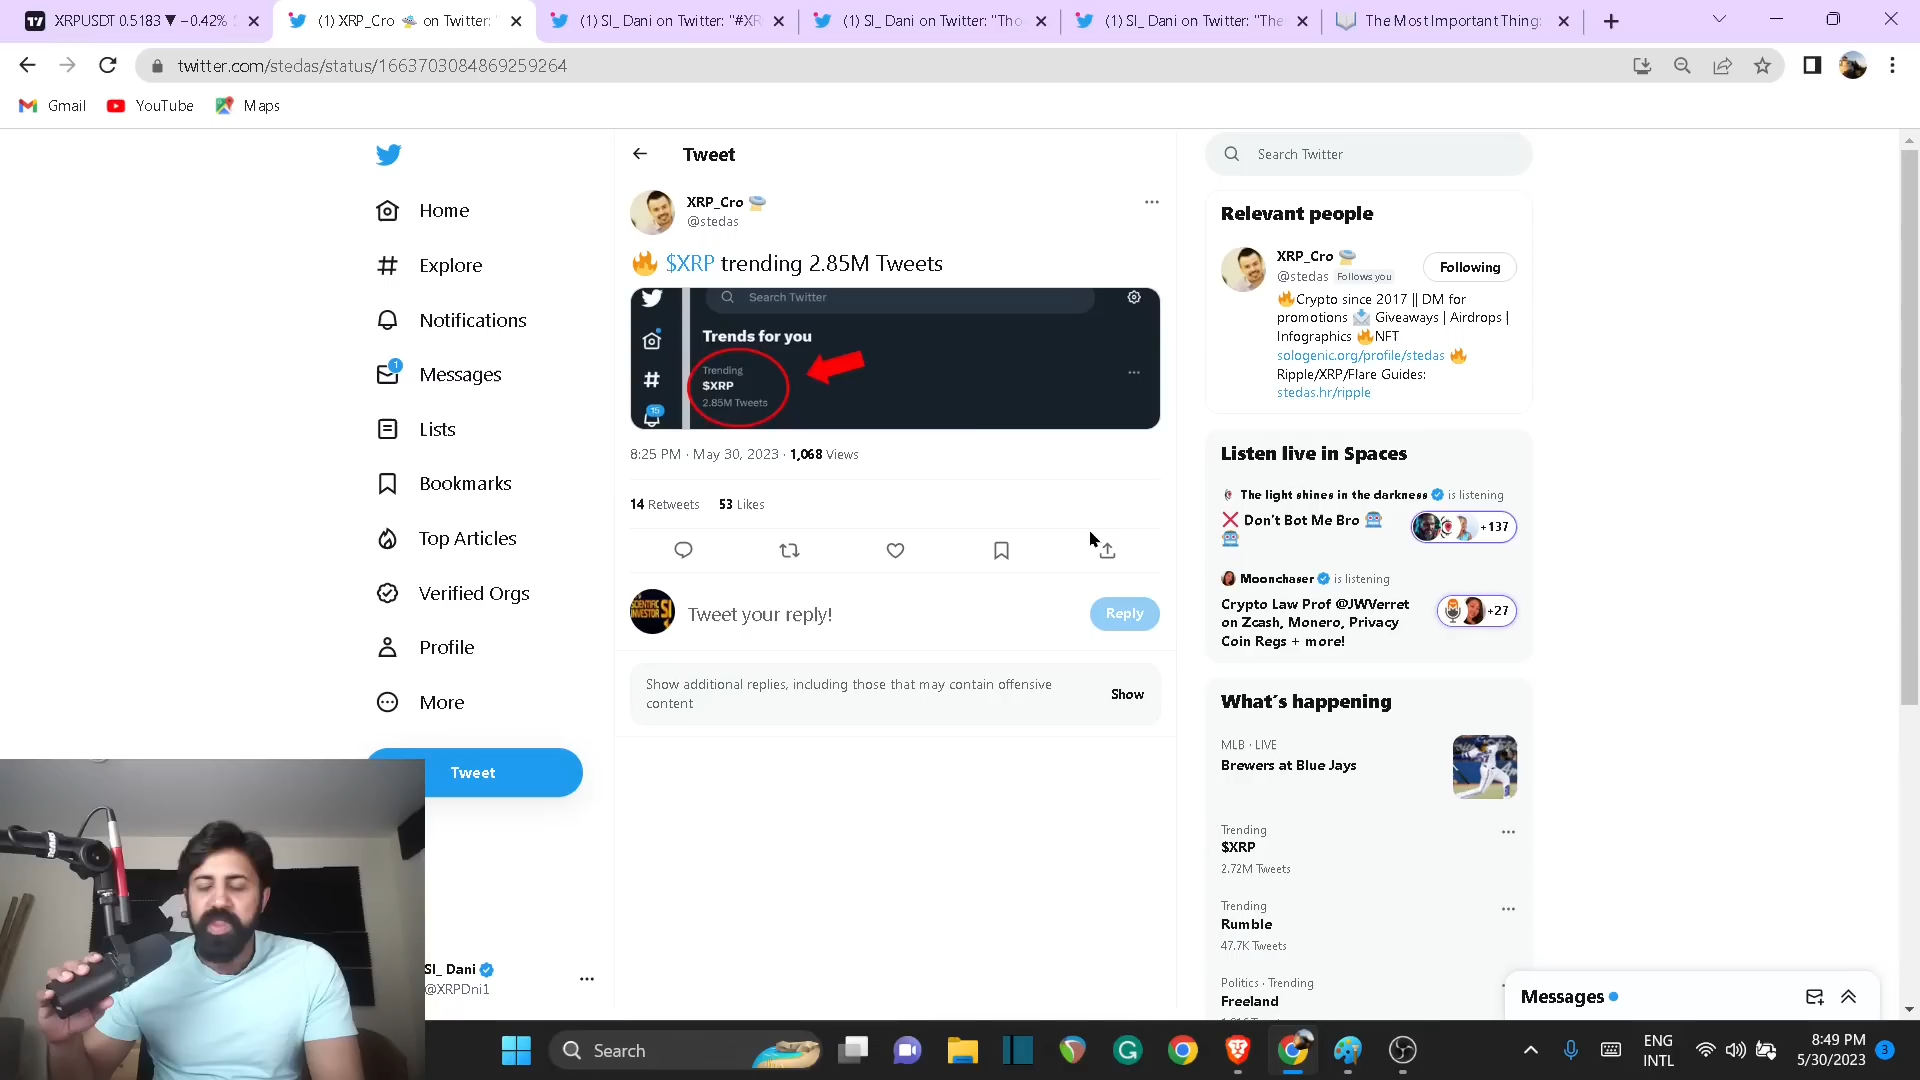 XRPUSDT 0.5183 ▼ −0.42%
(1) XRP_Cro on Twitter:
(1) SI_ Dani on Twitter: "#XR
(1) SI_ Dani on Twitter: "Tho
(1) SI_ Dani on Twitter: "The
The Most Important Thing:
twitter.com/stedas/status/1663703084869259264
Gmail
YouTube
Maps
Home
Explore
Notifications
1
Messages
Lists
Bookmarks
Top Articles
Verified Orgs
Profile
More
Tweet
SI_ Dani
@XRPDni1
Tweet
XRP_Cro
@stedas
🔥 $XRP trending 2.85M Tweets
Search Twitter
Trends for you
Trending
$XRP
2.85M Tweets
15
8:25 PM · May 30, 2023 · 1,068 Views
14 Retweets 53 Likes
SCIENTIFIC SI
INVESTOR
Tweet your reply!
Reply
Show additional replies, including those that may contain offensive
content
Show
Search Twitter
Relevant people
XRP_Cro
@stedas Follows you
Following
🔥Crypto since 2017 || DM for
promotions 📩 Giveaways | Airdrops |
Infographics 🔥NFT
sologenic.org/profile/stedas 🔥
Ripple/XRP/Flare Guides:
stedas.hr/ripple
Listen live in Spaces
The light shines in the darkness is listening
❌ Don't Bot Me Bro 🤖
🤖
+137
Moonchaser is listening
Crypto Law Prof @JWVerret
on Zcash, Monero, Privacy
Coin Regs + more!
+27
What's happening
MLB · LIVE
Brewers at Blue Jays
Trending
$XRP
2.72M Tweets
Trending
Rumble
47.7K Tweets
Politics · Trending
Freeland
Messages
Search
ENG
INTL
8:49 PM
5/30/2023
3